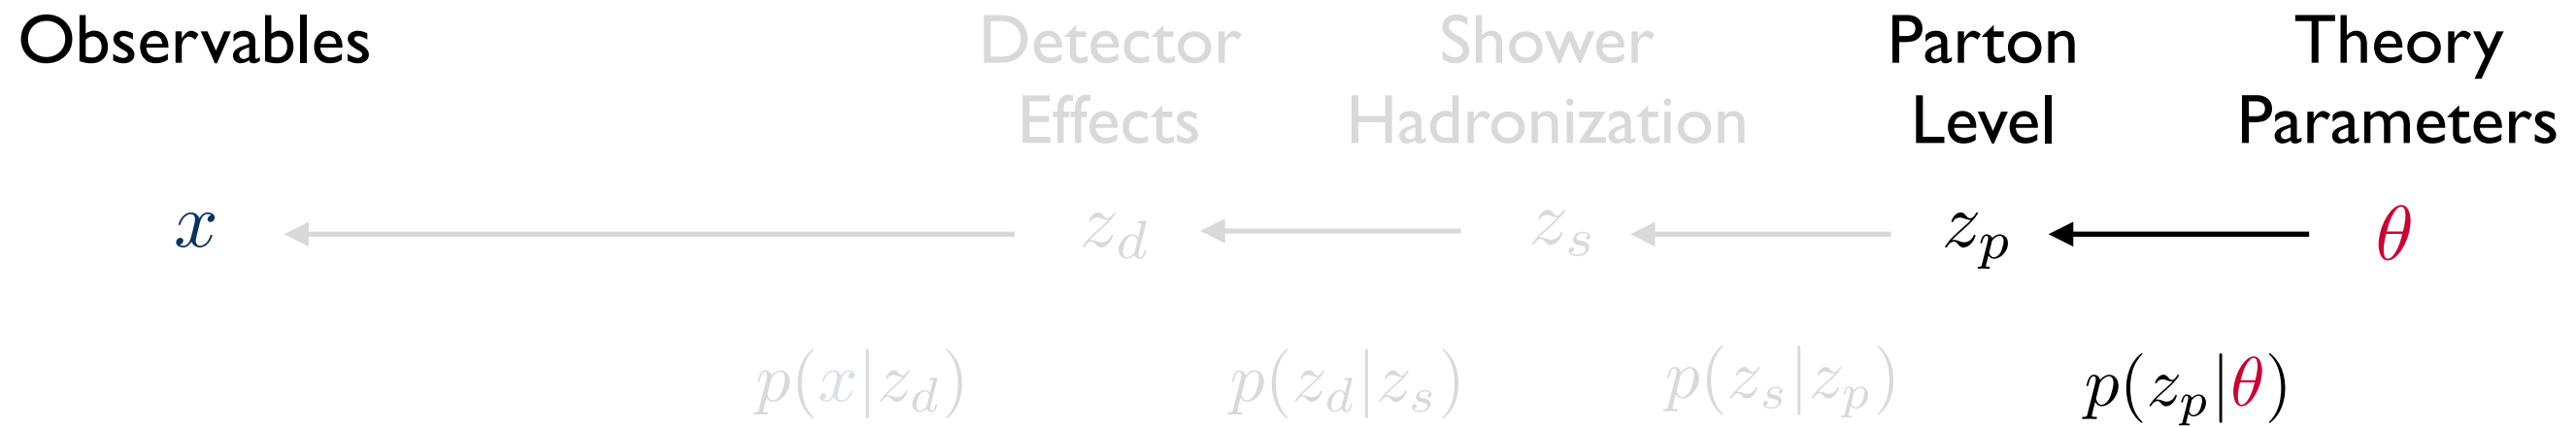 Observables Detector Shower Parton Theory
Effects Hadronization Level Parameters
x z_d z_s z_p θ
p(x|z_d) p(z_d|z_s) p(z_s|z_p) p(z_p|θ)